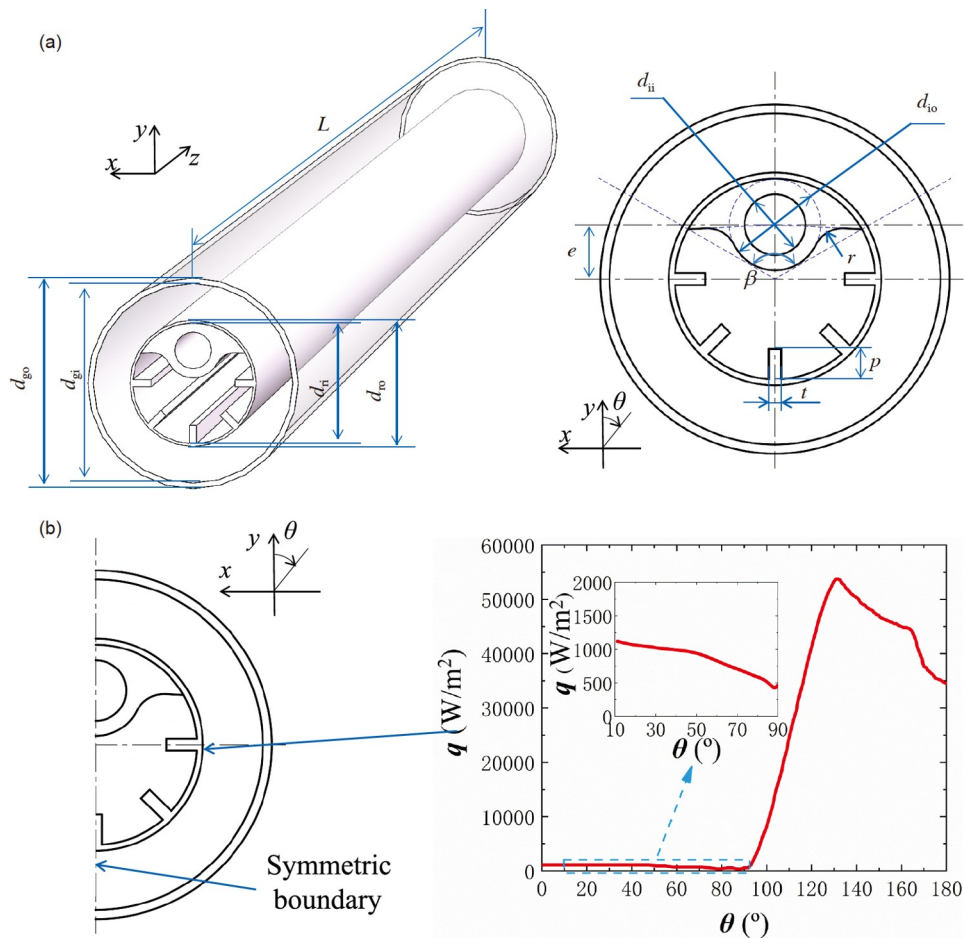 (a)
L
y
x
z
d_go
d_gi
d_ri
d_ro
d_ii
d_io
e
β
r
p
t
y
θ
x
(b)
y
θ
x
Symmetric
boundary
q (W/m²)
60000
50000
40000
30000
20000
10000
0
0 20 40 60 80 100 120 140 160 180
θ (º)
q (W/m²)
2000
1500
1000
500
0
10 30 50 70 90
θ (º)